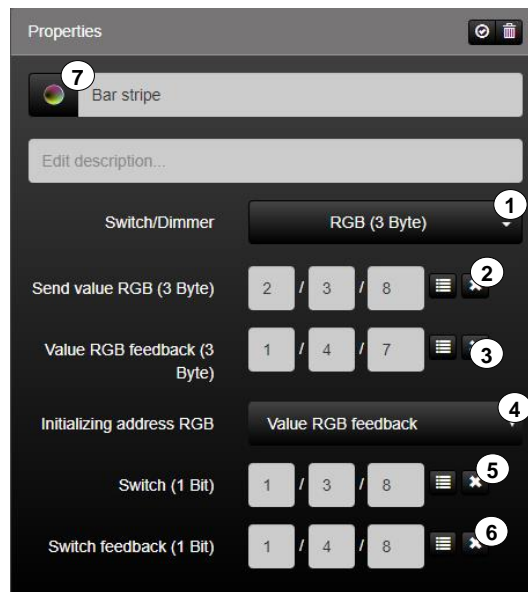 Properties
7
Bar stripe
Edit description...
1
Switch/Dimmer RGB (3 Byte)
2
Send value RGB (3 Byte) 2 / 3 / 8
Value RGB feedback (3 1 / 4 / 7
Byte)
3
4
Initializing address RGB Value RGB feedback
5
Switch (1 Bit) 1 / 3 / 8
6
Switch feedback (1 Bit) 1 / 4 / 8